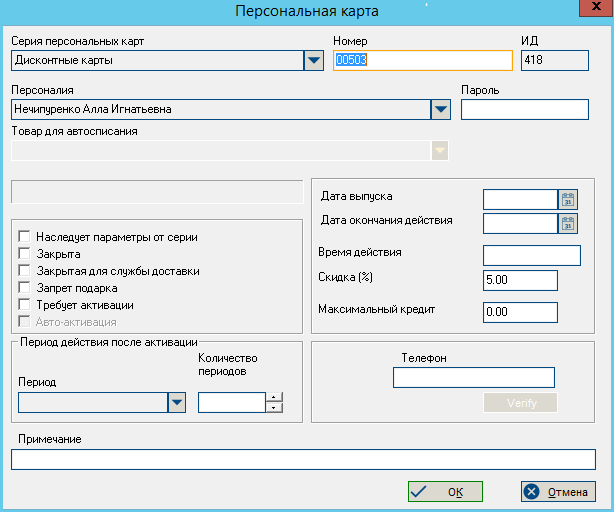 Персональная карта
x
Серия персональных карт
Номер
ИД
Дисконтные карты
00503
418
Персоналия
Пароль
Нечипуренко Алла Игнатьевна
Товар для автосписания
Дата выпуска
31
Дата окончания действия
31
Время действия
Скидка (%)
5.00
Максимальный кредит
0.00
Наследует параметры от серии
Закрыта
Закрытая для службы доставки
Запрет подарка
Требует активации
Авто-активация
Период действия после активации
Количество
периодов
Период
Телефон
Verify
Примечание
OK
Отмена